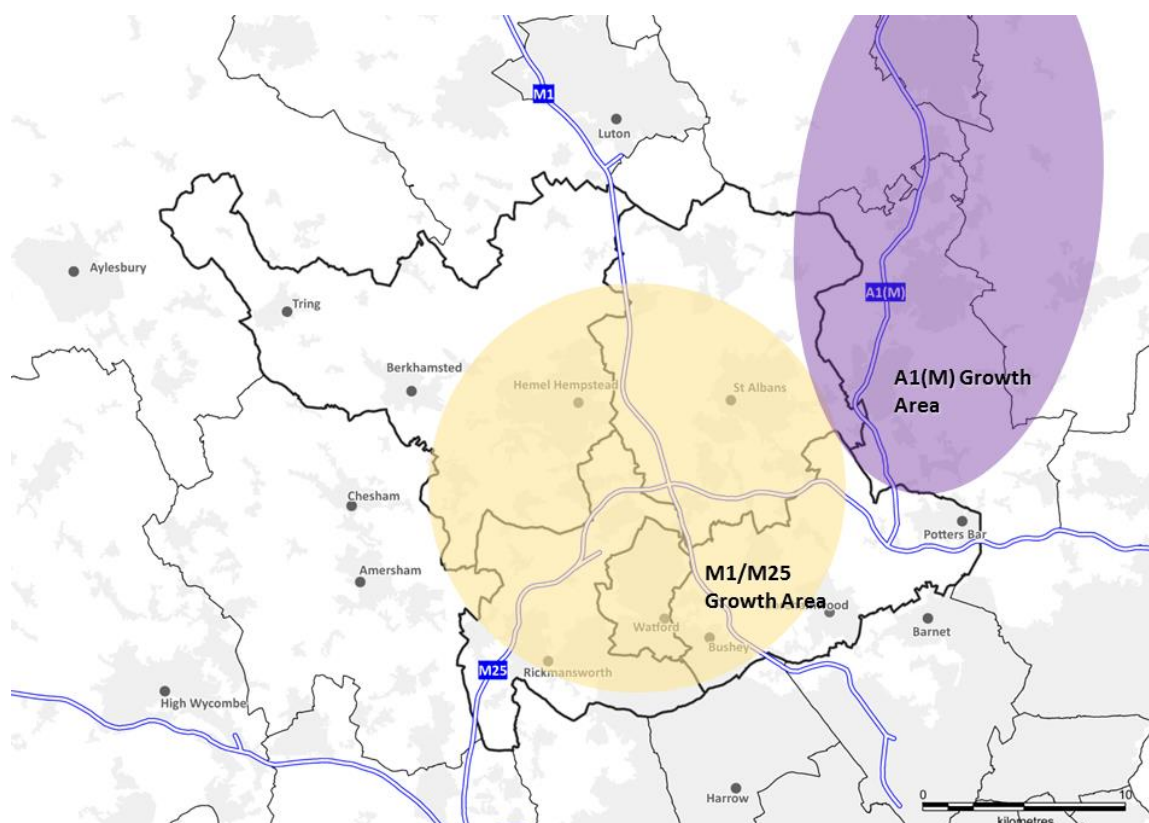 M1
Luton
Aylesbury
Tring
A1(M)
Berkhamsted
Hemel Hempstead
St Albans
A1(M) Growth
Area
Chesham
Potters Bar
Amersham
M1/M25
Growth Area
Watford
Barnet
Bushey
M25
Rickmansworth
High Wycombe
Harrow
0
10
kilometres